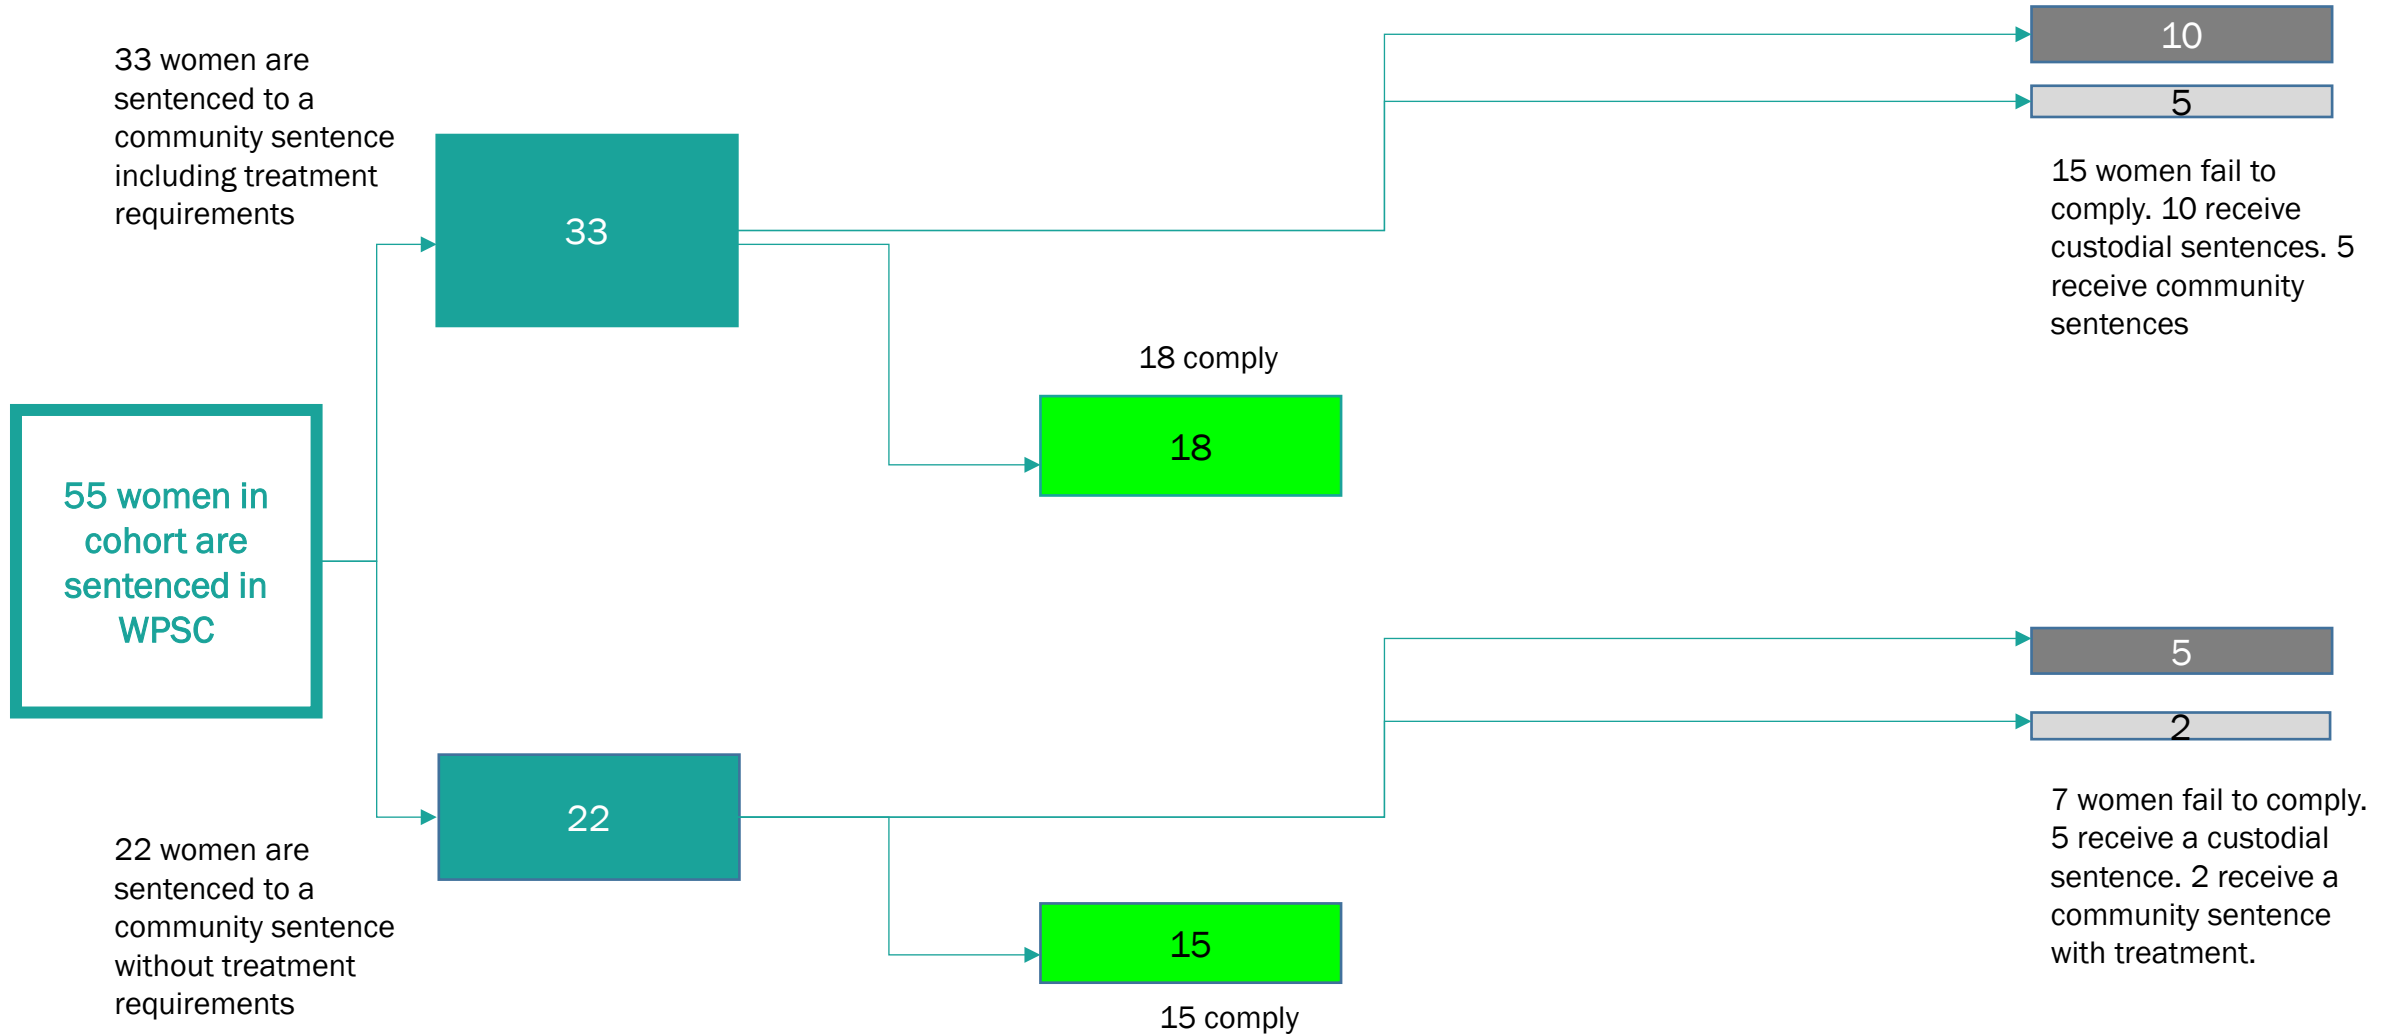 33 women are
sentenced to a
community sentence
including treatment
requirements
33
10
5
15 women fail to
comply. 10 receive
custodial sentences. 5
receive community
sentences
18 comply
18
55 women in
cohort are
sentenced in
WPSC
22
22 women are
sentenced to a
community sentence
without treatment
requirements
15
15 comply
5
2
7 women fail to comply.
5 receive a custodial
sentence. 2 receive a
community sentence
with treatment.